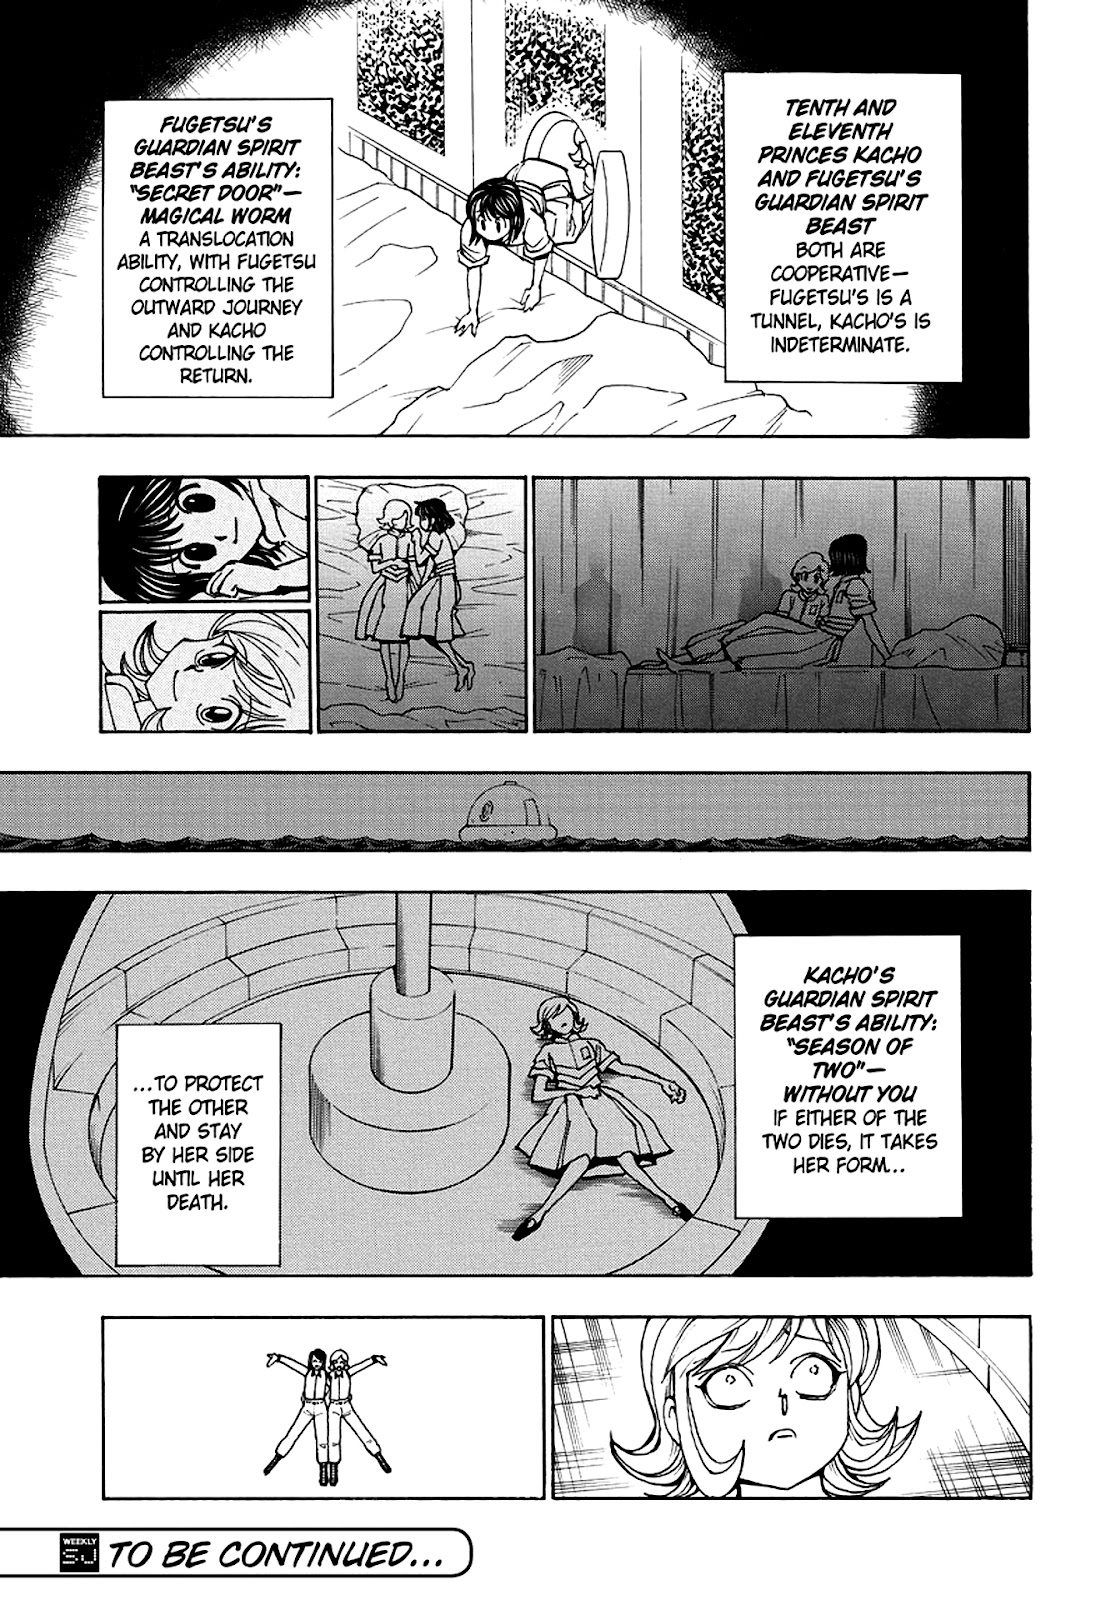 TENTH AND
ELEVENTH
PRINCES KACHO
AND FUGETSU'S
GUARDIAN SPIRIT
BEAST
BOTH ARE
COOPERATIVE—
FUGETSU'S IS A
TUNNEL, KACHO'S IS
INDETERMINATE.
FUGETSU'S
GUARDIAN SPIRIT
BEAST'S ABILITY:
"SECRET DOOR"—
MAGICAL WORM
A TRANSLOCATION
ABILITY, WITH FUGETSU
CONTROLLING THE
OUTWARD JOURNEY
AND KACHO
CONTROLLING THE
RETURN.
KACHO'S
GUARDIAN SPIRIT
BEAST'S ABILITY:
"SEASON OF
TWO"—
WITHOUT YOU
IF EITHER OF THE
TWO DIES, IT TAKES
HER FORM...
...TO PROTECT
THE OTHER
AND STAY
BY HER SIDE
UNTIL HER
DEATH.
WEEKLY
SJ
TO BE CONTINUED...